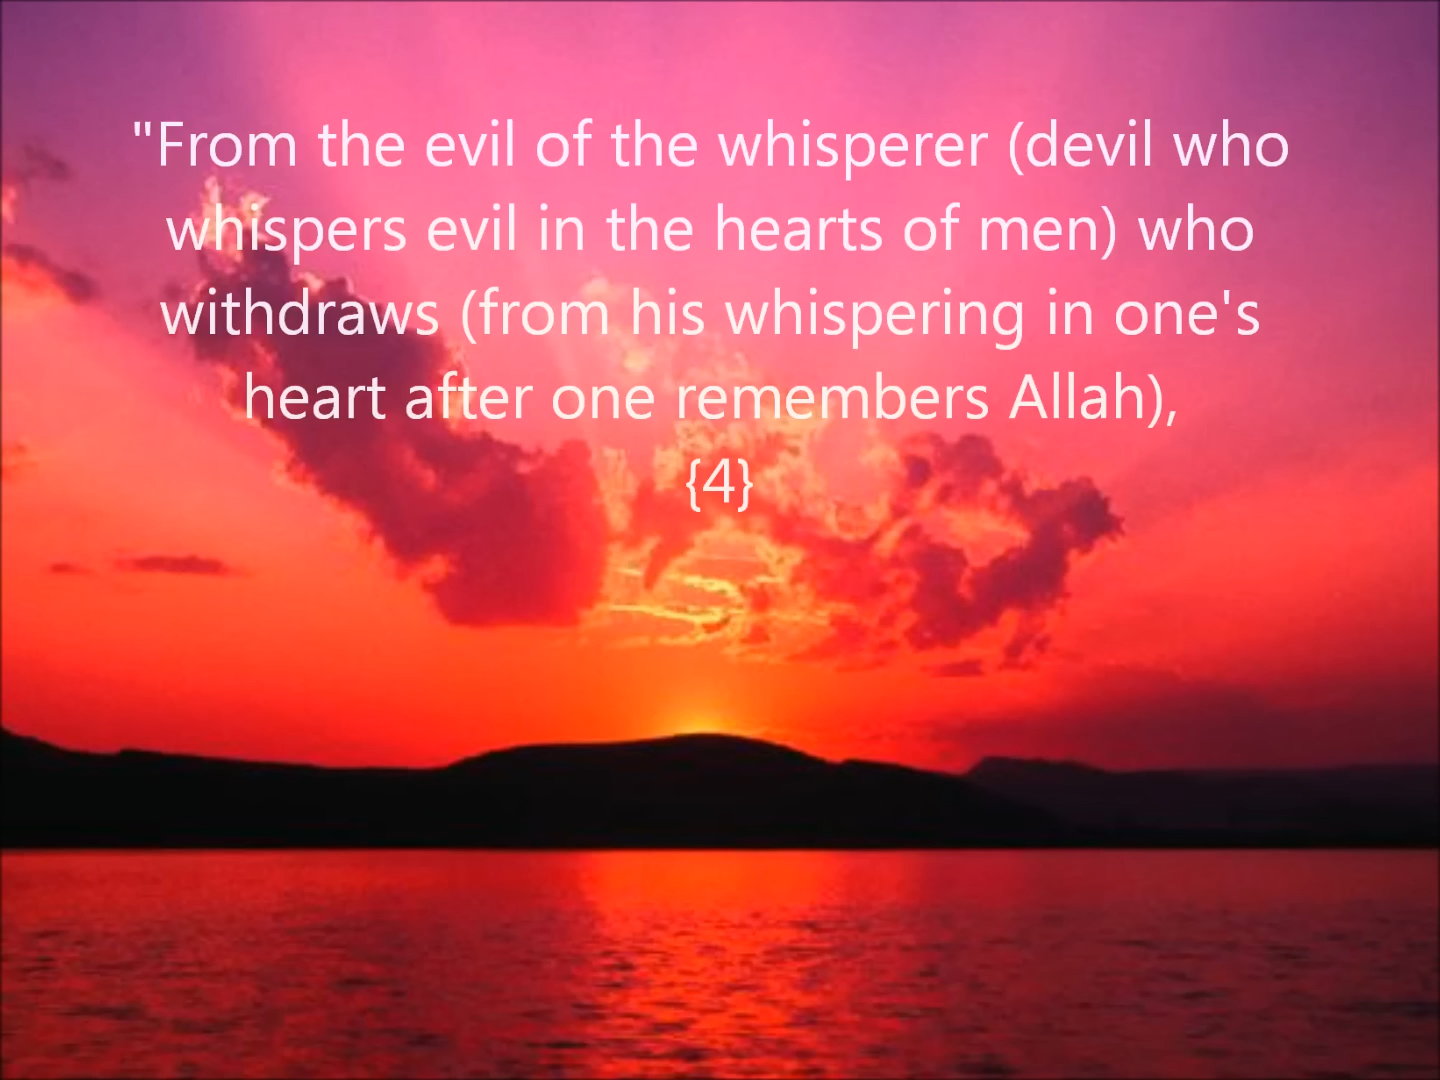 "From the evil of the whisperer (devil who
whispers evil in the hearts of men) who
withdraws (from his whispering in one's
heart after one remembers Allah),
{4}